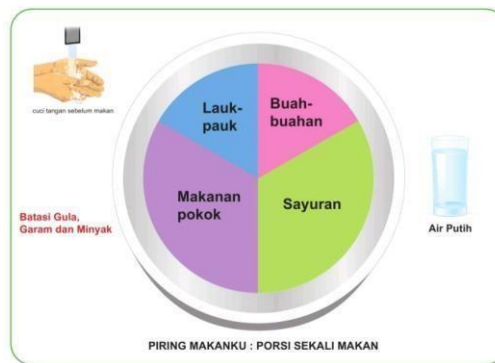 cuci tangan sebelum makan
Lauk-
pauk
Buah-
buahan
Makanan
pokok
Sayuran
Batasi Gula,
Garam dan Minyak
Air Putih
PIRING MAKANKU : PORSI SEKALI MAKAN